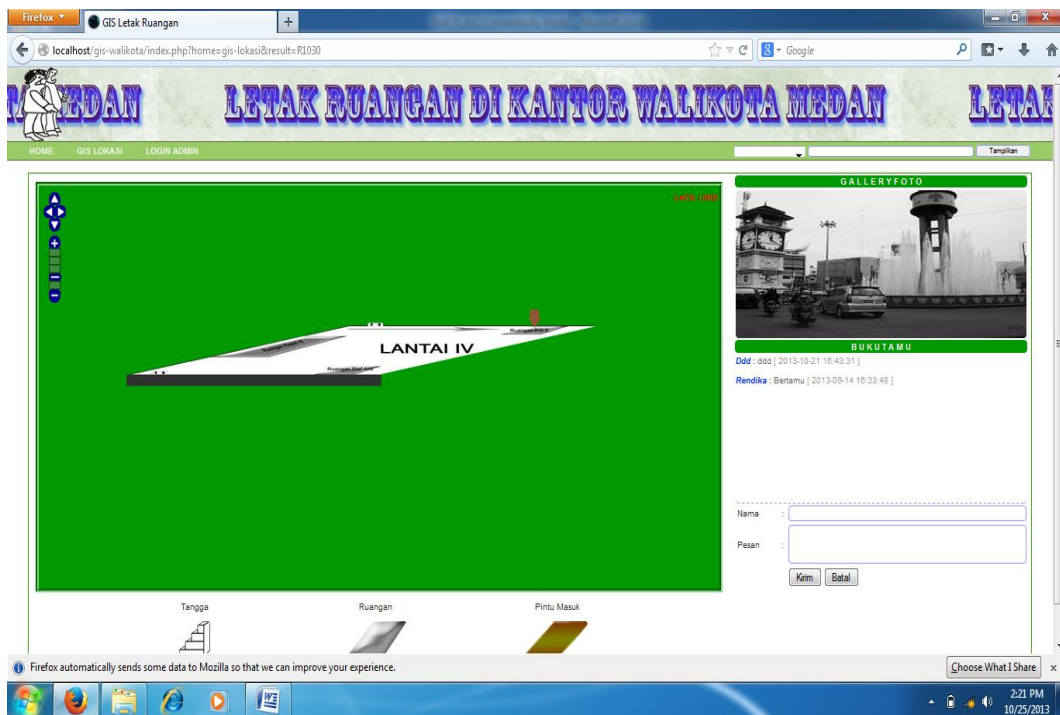 Firefox
GIS Letak Ruangan
localhost/gis-walikota/index.php?home=gis-lokasi&result=R1030
Google
TA MEDAN
LETAK RUANGAN DI KANTOR WALIKOTA MEDAN
LETAK
HOME GIS LOKASI LOGIN ADMIN
Tampilkan
GALLERYFOTO
LANTAI IV
BUKUTAMU
Ddd : ddd [ 2013-10-21 16:43:31 ]
Rendika : Bertamu [ 2013-09-14 16:33:48 ]
Nama :
Pesan :
Kirim Batal
Tangga Ruangan Pintu Masuk
Firefox automatically sends some data to Mozilla so that we can improve your experience.
Choose What I Share
2:21 PM
10/25/2013